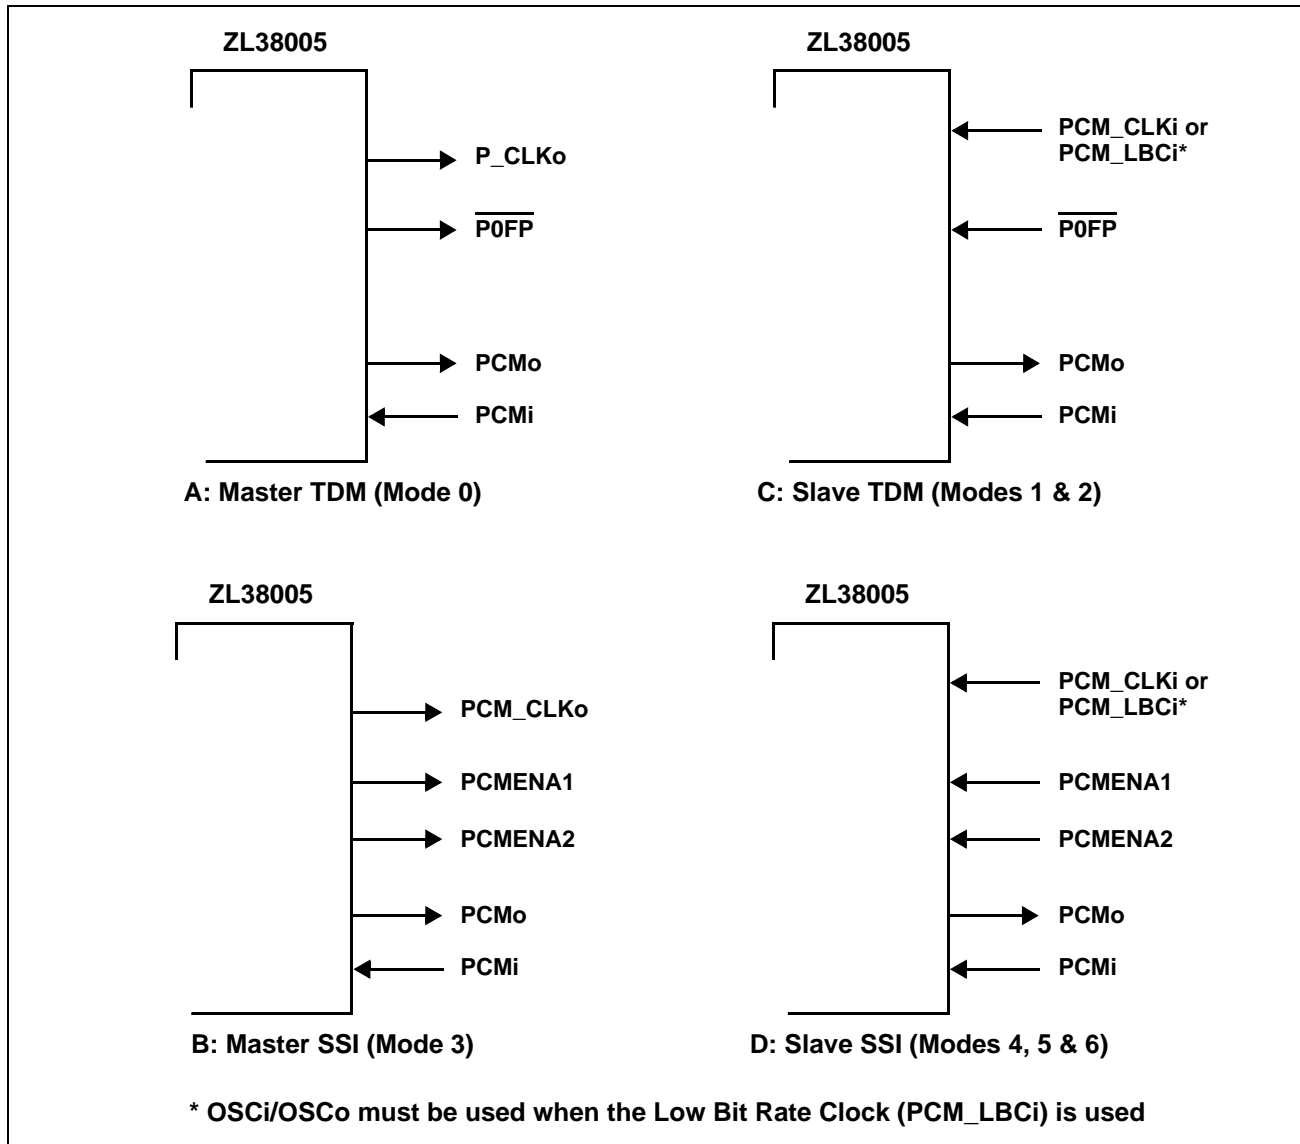 ZL38005
P_CLKo
P0FP
PCMo
PCMi
A: Master TDM (Mode 0)
ZL38005
PCM_CLKi or
PCM_LBCi*
P0FP
PCMo
PCMi
C: Slave TDM (Modes 1 & 2)
ZL38005
PCM_CLKo
PCMENA1
PCMENA2
PCMo
PCMi
B: Master SSI (Mode 3)
ZL38005
PCM_CLKi or
PCM_LBCi*
PCMENA1
PCMENA2
PCMo
PCMi
D: Slave SSI (Modes 4, 5 & 6)
* OSCi/OSCo must be used when the Low Bit Rate Clock (PCM_LBCi) is used